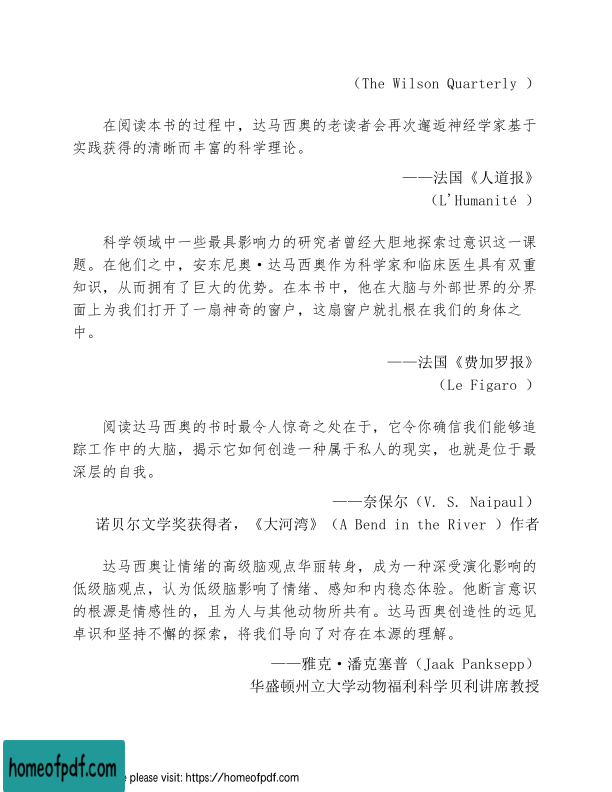 （The Wilson Quarterly ）
在阅读本书的过程中，达马西奥的老读者会再次邂逅神经学家基于
实践获得的清晰而丰富的科学理论。
——法国《人道报》
（L'Humanité ）
科学领域中一些最具影响力的研究者曾经大胆地探索过意识这一课
题。在他们之中，安东尼奥·达马西奥作为科学家和临床医生具有双重
知识，从而拥有了巨大的优势。在本书中，他在大脑与外部世界的分界
面上为我们打开了一扇神奇的窗户，这扇窗户就扎根在我们的身体之
中。
——法国《费加罗报》
（Le Figaro ）
阅读达马西奥的书时最令人惊奇之处在于，它令你确信我们能够追
踪工作中的大脑，揭示它如何创造一种属于私人的现实，也就是位于最
深层的自我。
——奈保尔（V. S. Naipaul）
诺贝尔文学奖获得者，《大河湾》（A Bend in the River ）作者
达马西奥让情绪的高级脑观点华丽转身，成为一种深受演化影响的
低级脑观点，认为低级脑影响了情绪、感知和内稳态体验。他断言意识
的根源是情感性的，且为人与其他动物所共有。达马西奥创造性的远见
卓识和坚持不懈的探索，将我们导向了对存在本源的理解。
——雅克·潘克塞普（Jaak Panksepp）
华盛顿州立大学动物福利科学贝利讲席教授
homeofpdf.com
e please visit: https://homeofpdf.com